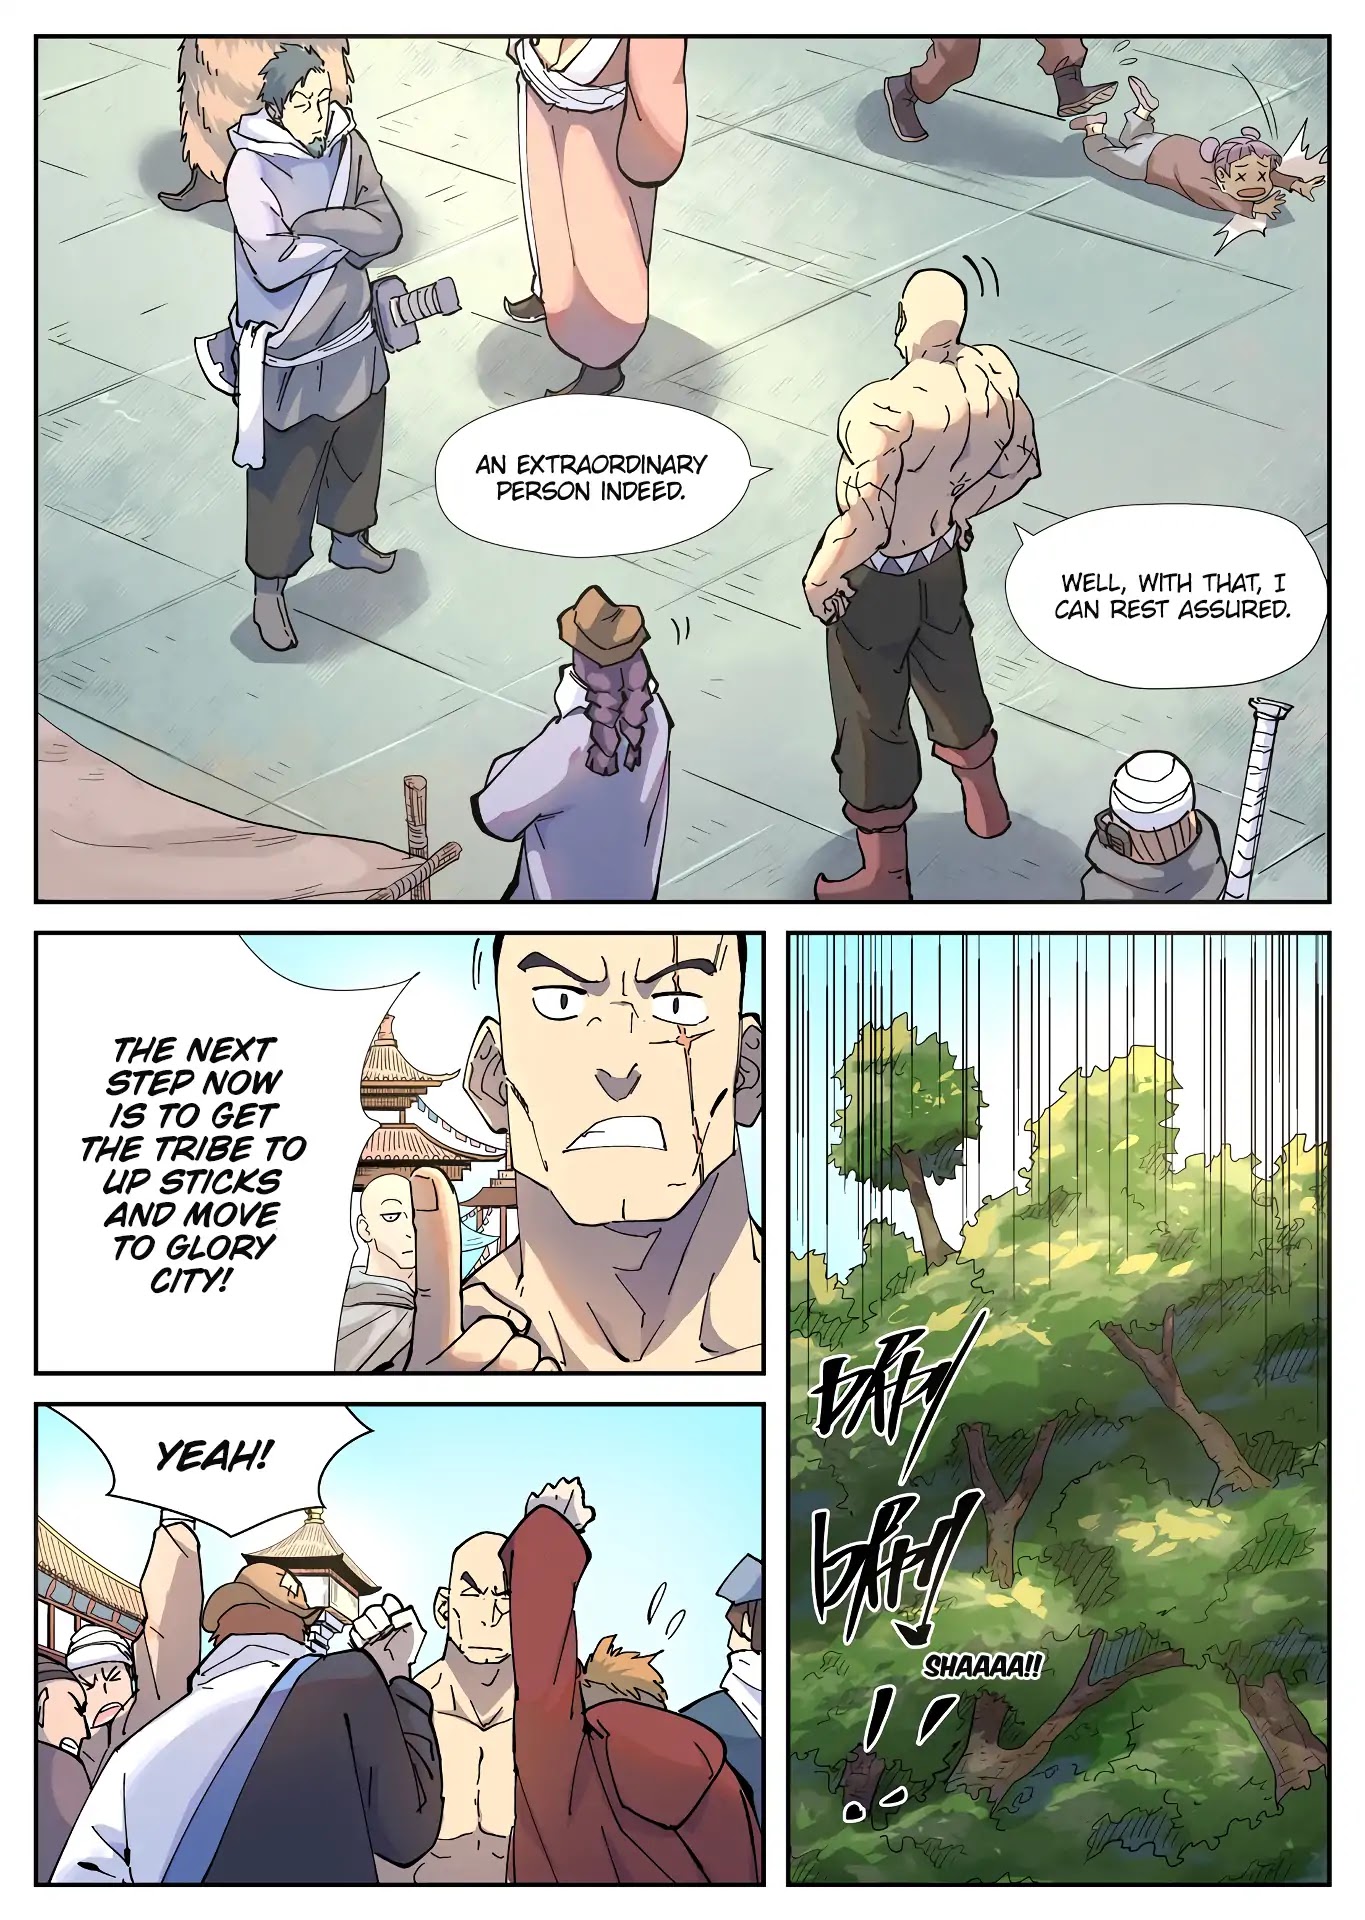 AN EXTRAORDINARY
PERSON INDEED.
WELL, WITH THAT, I
CAN REST ASSURED.
THE NEXT
STEP NOW
IS TO GET
THE TRIBE TO
UP STICKS
AND MOVE
TO GLORY
CITY!
YEAH!
SHAAAA!!